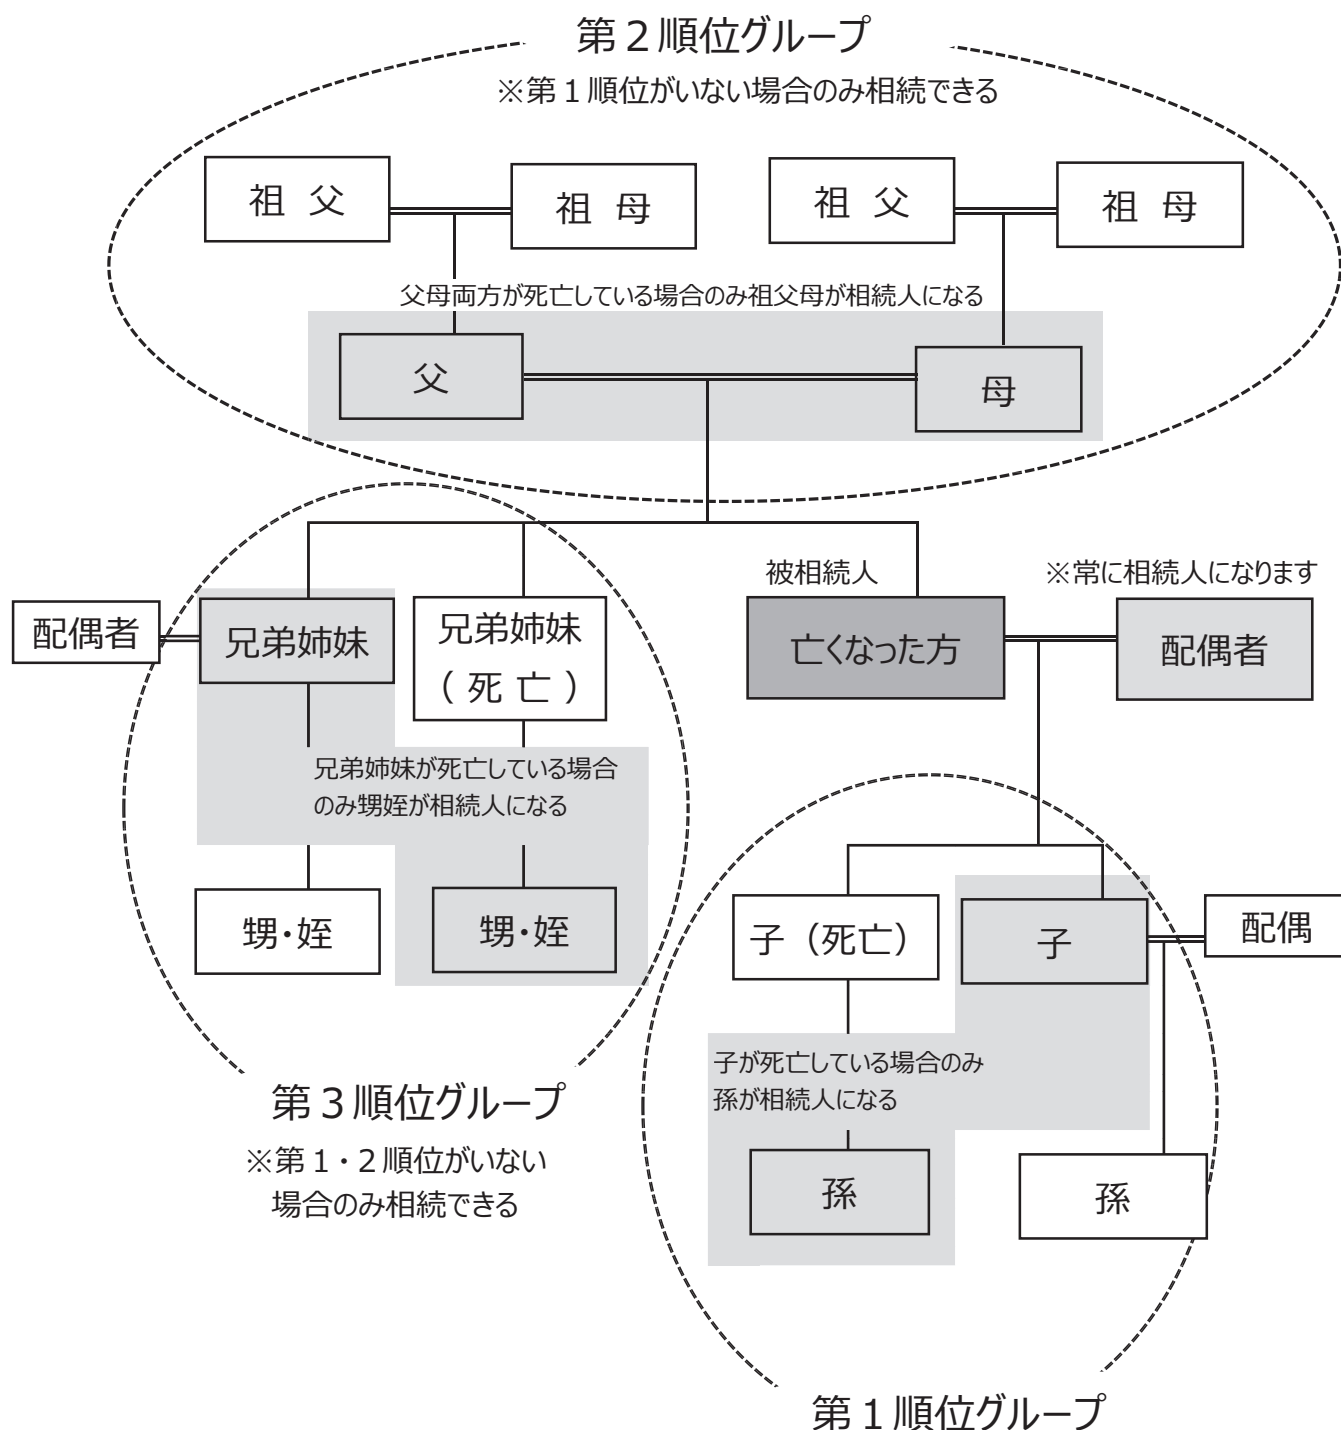 第２順位グループ
※第１順位がいない場合のみ相続できる
祖 父
祖 母
祖 父
祖 母
父母両方が死亡している場合のみ祖父母が相続人になる
父
母
被相続人
※常に相続人になります
配偶者
兄弟姉妹
兄弟姉妹
（ 死 亡 ）
亡くなった方
配偶者
兄弟姉妹が死亡している場合
のみ甥姪が相続人になる
甥・姪
甥・姪
子（死亡）
子
配偶
子が死亡している場合のみ
孫が相続人になる
孫
孫
第３順位グループ
※第１・２順位がいない
場合のみ相続できる
第１順位グループ